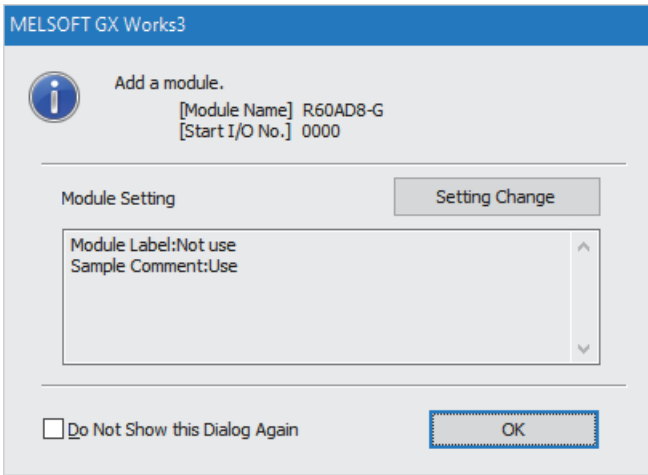 MELSOFT GX Works3
Add a module.
[Module Name] R60AD8-G
[Start I/O No.] 0000
Module Setting
Setting Change
Module Label:Not use
Sample Comment:Use
Do Not Show this Dialog Again
OK